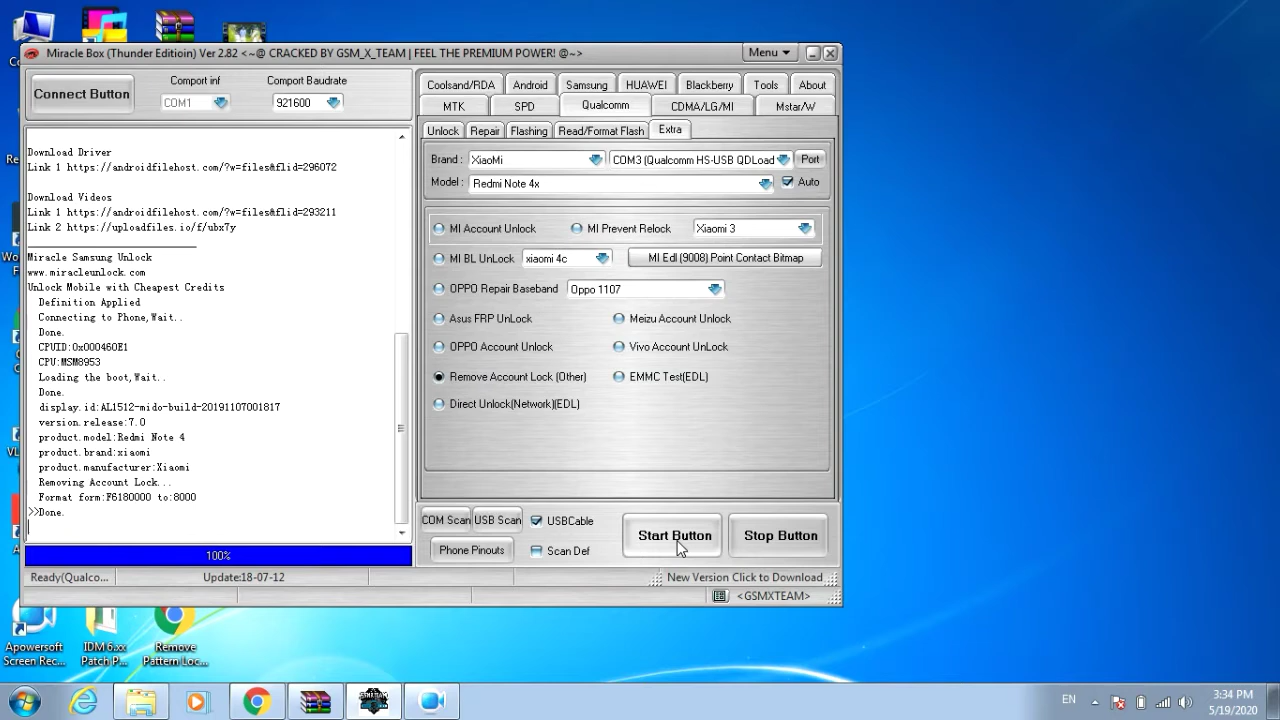 Miracle Box (Thunder Editioin) Ver 2.82 <~@ CRACKED BY GSM_X_TEAM | FEEL THE PREMIUM POWER! @~>
Menu
Connect Button
Comport inf
Comport Baudrate
COM1
921600
Download Driver
Link 1 https://androidfilehost.com/?w=files&flid=296072
Download Videos
Link 1 https://androidfilehost.com/?w=files&flid=293211
Link 2 https://uploadfiles.io/f/ubxTy
Miracle Samsung Unlock
www.miracleunlock.com
Unlock Mobile with Cheapest Credits
Definition Applied
Connecting to Phone,Wait..
Done.
CPUID:0x000460E1
CPU:MSM8953
Loading the boot,Wait..
Done.
display.id:AL1512-mido-build-20191107001817
version.release:7.0
product.model:Redmi Note 4
product.brand:xiaomi
product.manufacturer:Xiaomi
Removing Account Lock...
Format form:F6180000 to:8000
>>Done.
100%
Coolsand/RDA
Android
Samsung
HUAWEI
Blackberry
Tools
About
MTK
SPD
Qualcomm
CDMA/LG/MI
Mstar/W
Unlock
Repair
Flashing
Read/Format Flash
Extra
Brand :
XiaoMi
COM3 (Qualcomm HS-USB QDLoad
Port
Model :
Redmi Note 4x
Auto
MI Account Unlock
MI Prevent Relock
Xiaomi 3
MI BL UnLock
xiaomi 4c
MI Edl (9008) Point Contact Bitmap
OPPO Repair Baseband
Oppo 1107
Asus FRP UnLock
Meizu Account Unlock
OPPO Account Unlock
Vivo Account UnLock
Remove Account Lock (Other)
EMMC Test(EDL)
Direct Unlock(Network)(EDL)
COM Scan
USB Scan
USBCable
Start Button
Stop Button
Phone Pinouts
Scan Def
Ready(Qualco...
Update:18-07-12
New Version Click to Download
<GSMXTEAM>
Apowersoft
Screen Rec...
IDM 6.xx
Patch P...
Remove
Pattern Loc...
EN
3:34 PM
5/19/2020